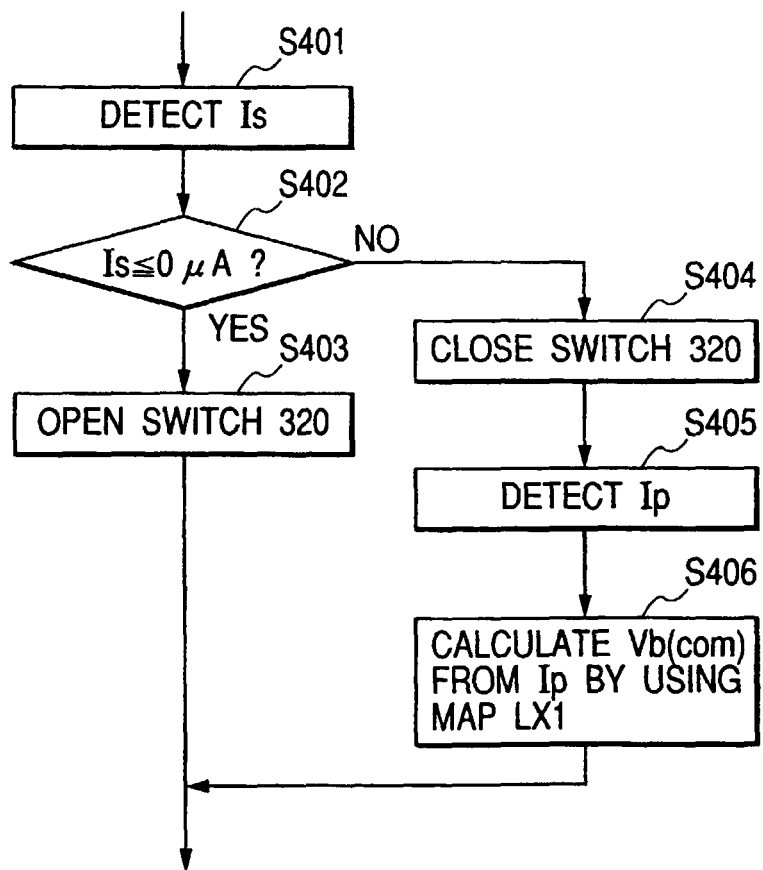 S401
DETECT Is
S402
Is≦0 μA ?
NO
YES
S403
OPEN SWITCH 320
S404
CLOSE SWITCH 320
S405
DETECT Ip
S406
CALCULATE Vb(com)
FROM Ip BY USING
MAP LX1